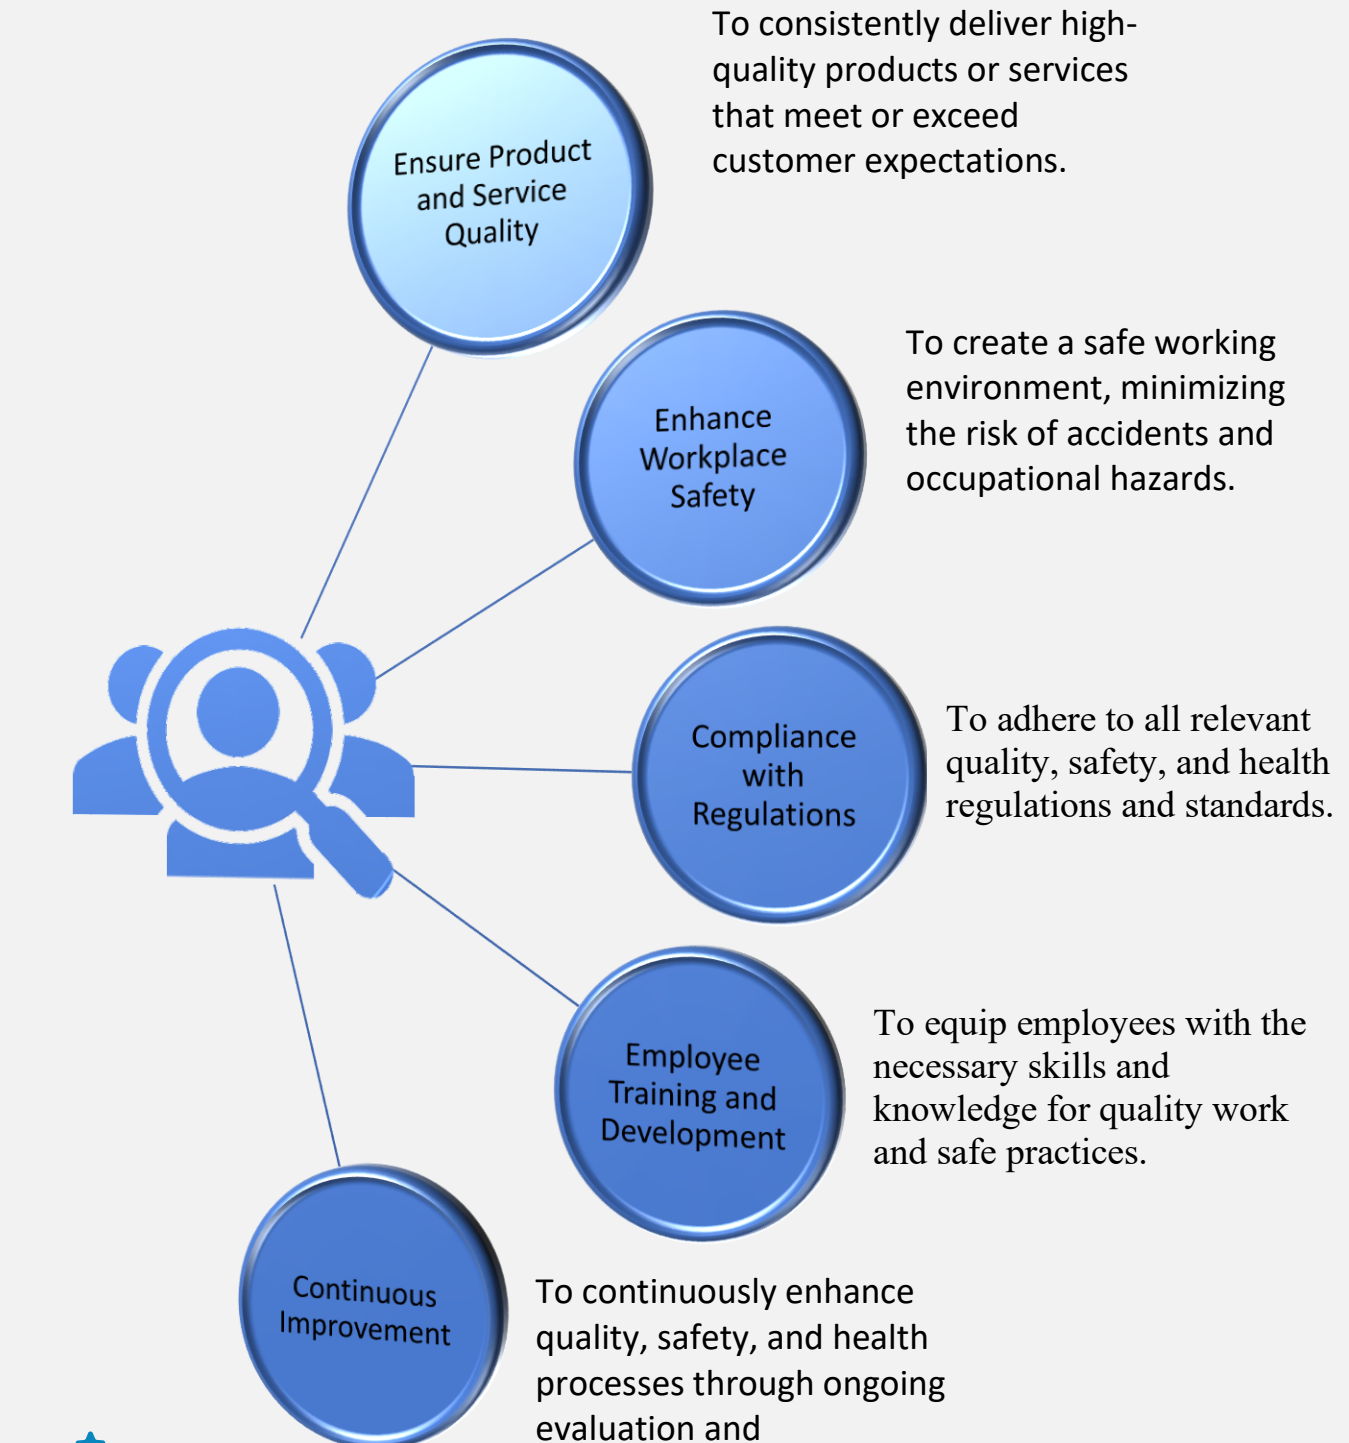 To consistently deliver high-
quality products or services
that meet or exceed
customer expectations.
Ensure Product
and Service
Quality
To create a safe working
environment, minimizing
the risk of accidents and
occupational hazards.
Enhance
Workplace
Safety
To adhere to all relevant
quality, safety, and health
regulations and standards.
Compliance
with
Regulations
To equip employees with the
necessary skills and
knowledge for quality work
and safe practices.
Employee
Training and
Development
To continuously enhance
quality, safety, and health
processes through ongoing
evaluation and
Continuous
Improvement